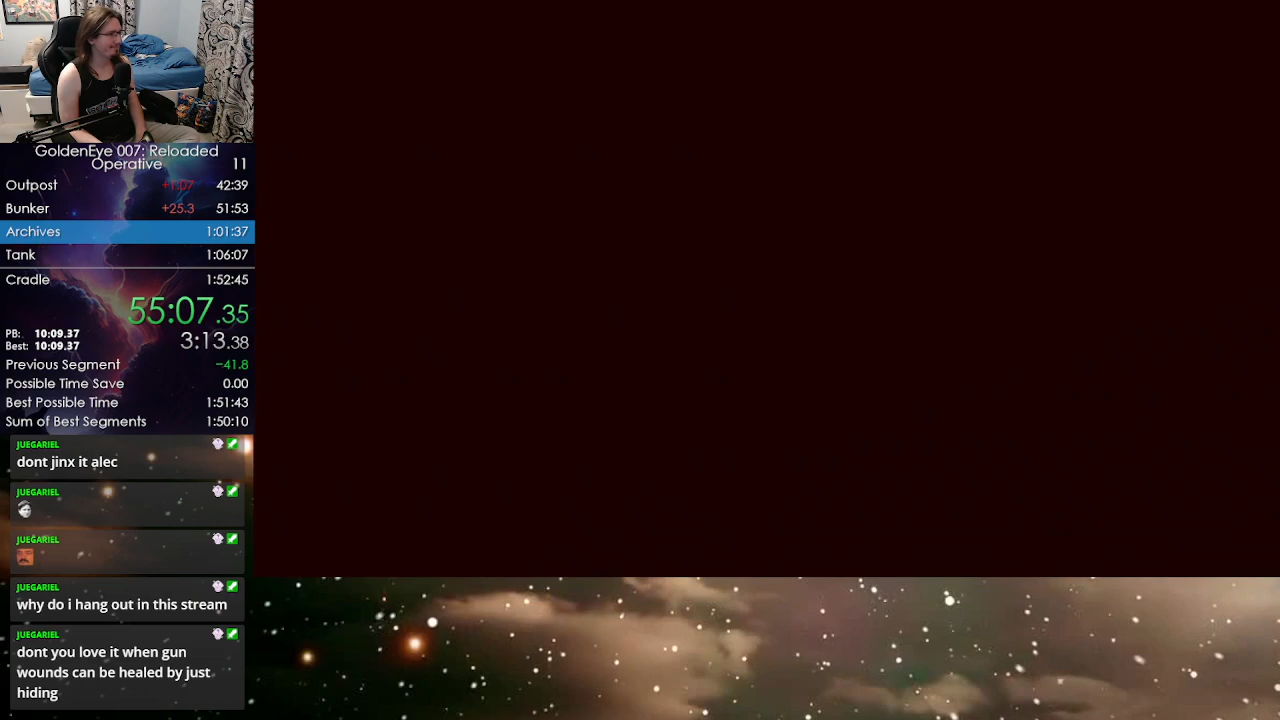 GoldenEye 007: Reloaded
Operative 11
Outpost +1:07 42:39
Bunker +25.3 51:53
Archives 1:01:37
Tank 1:06:07
Cradle 1:52:45
55:07.35
PB: 10:09.37
3:13.38
Best: 10:09.37
Previous Segment −41.8
Possible Time Save 0.00
Best Possible Time 1:51:43
Sum of Best Segments 1:50:10
JUEGARIEL
dont jinx it alec
JUEGARIEL
JUEGARIEL
JUEGARIEL
why do i hang out in this stream
JUEGARIEL
dont you love it when gun
wounds can be healed by just
hiding